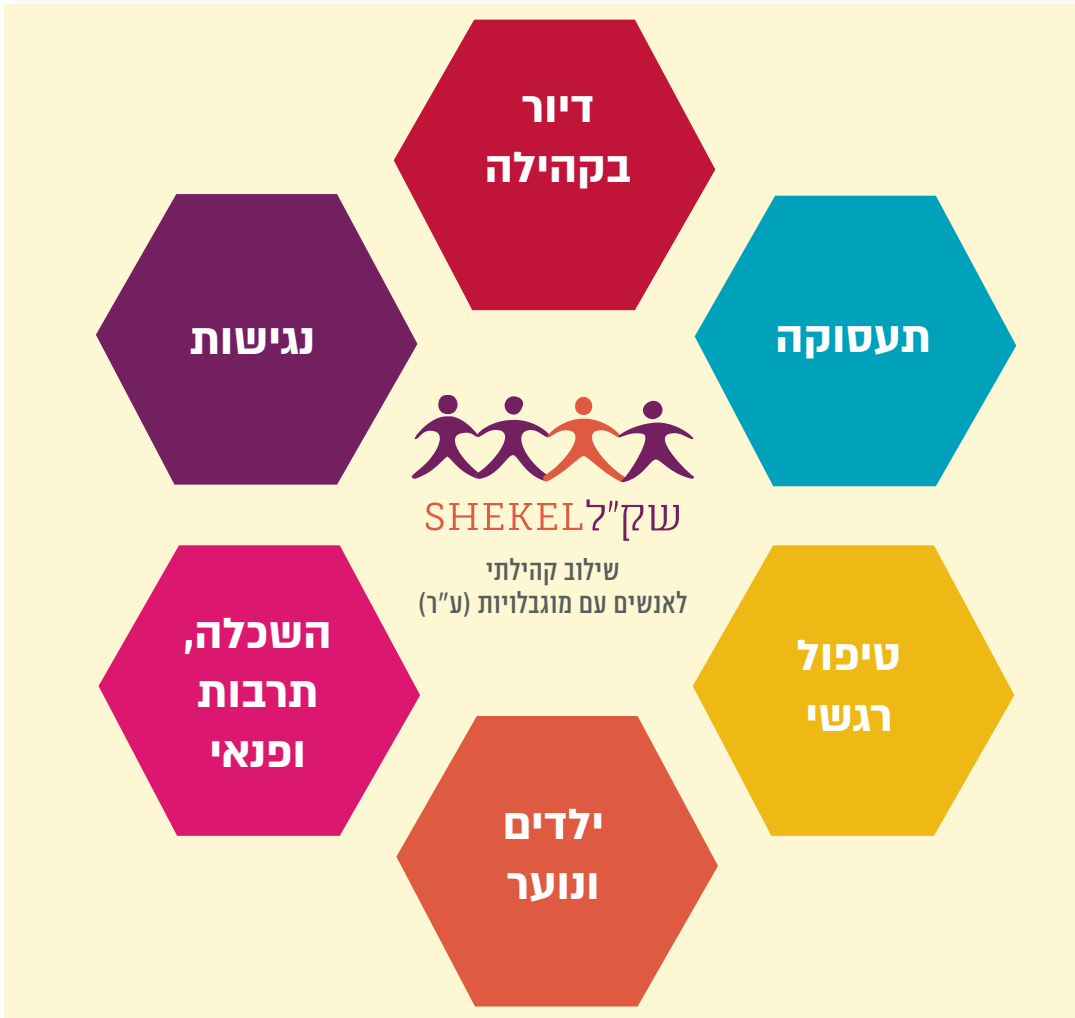 דיור
בקהילה
תעסוקה
נגישות
שק"ל SHEKEL
שילוב קהילתי
לאנשים עם מוגבלויות (ע"ר)
טיפול
רגשי
השכלה,
תרבות
ופנאי
ילדים
ונוער